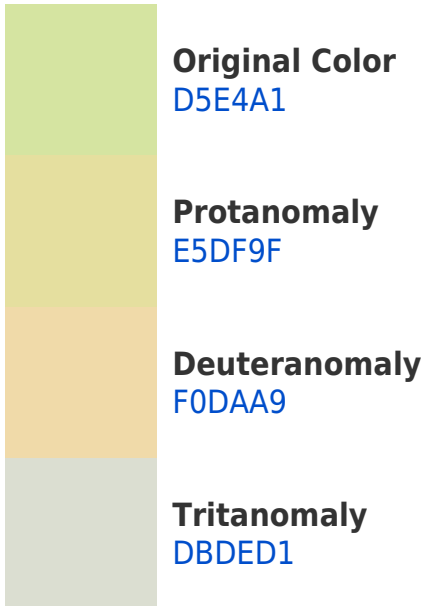 Original Color
D5E4A1
Protanomaly
E5DF9F
Deuteranomaly
F0DAA9
Tritanomaly
DBDED1